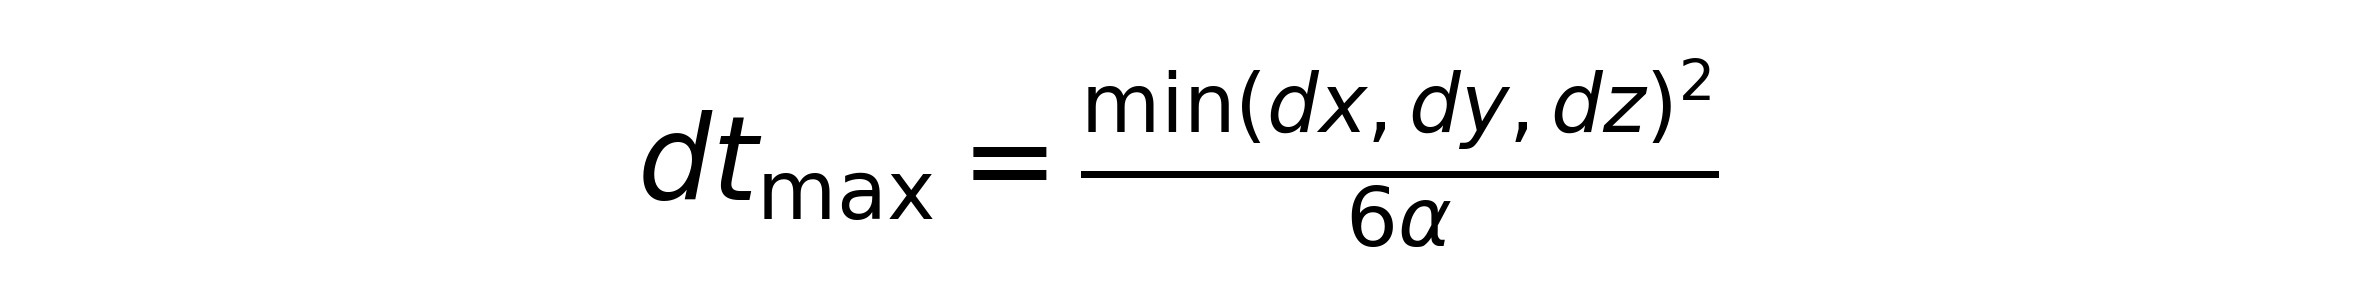 dt_max = min(dx, dy, dz)² / 6α